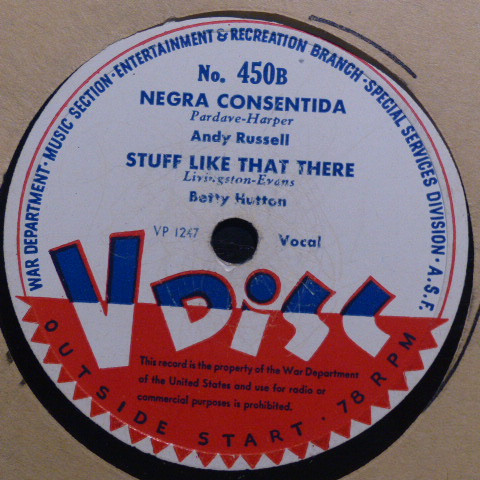 WAR DEPARTMENT · MUSIC SECTION · ENTERTAINMENT & RECREATION BRANCH · SPECIAL SERVICES DIVISION · A.S.F.
No. 450B
NEGRA CONSENTIDA
Pardave-Harper
Andy Russell
STUFF LIKE THAT THERE
Livingston-Evans
Betty Hutton
VP 1247 Vocal
V DISC
This record is the property of the War Department
of the United States and use for radio or
commercial purposes is prohibited.
OUTSIDE START · 78 RPM